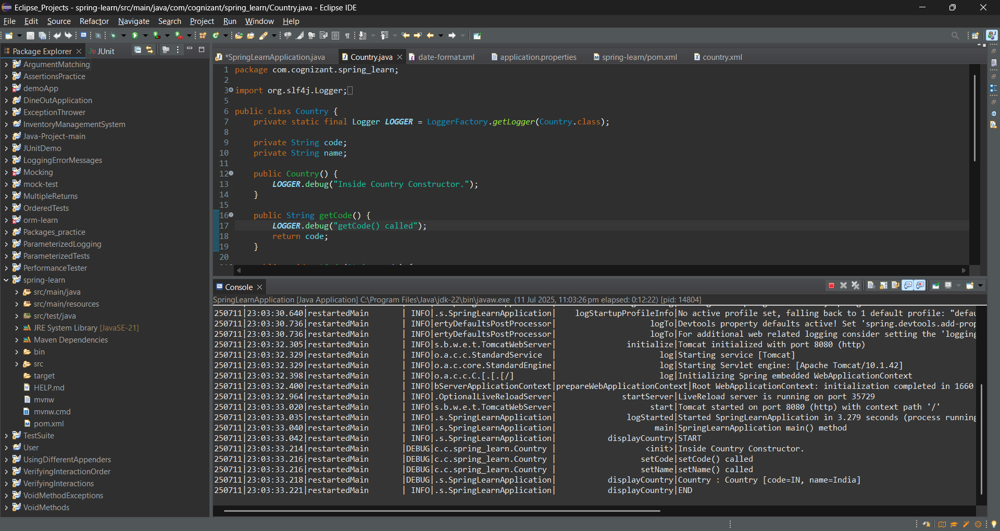 Eclipse_Projects - spring-learn/src/main/java/com/cognizant/spring_learn/Country.java - Eclipse IDE
File Edit Source Refactor Navigate Search Project Run Window Help
Package Explorer
JUnit
ArgumentMatching
AssertionsPractice
demoApp
DineOutApplication
ExceptionThrower
InventoryManagementSystem
Java-Project-main
JUnitDemo
LoggingErrorMessages
Mocking
mock-test
MultipleReturns
OrderedTests
orm-learn
Packages_practice
ParameterizedLogging
ParameterizedTests
PerformanceTester
spring-learn
src/main/java
src/main/resources
src/test/java
JRE System Library [JavaSE-21]
Maven Dependencies
bin
src
target
HELP.md
mvnw
mvnw.cmd
pom.xml
TestSuite
User
UsingDifferentAppenders
VerifyingInteractionOrder
VerifyingInteractions
VoidMethodExceptions
VoidMethods
*SpringLearnApplication.java Country.java date-format.xml application.properties spring-learn/pom.xml country.xml
1 package com.cognizant.spring_learn;
2
3 import org.slf4j.Logger;
5
6 public class Country {
7 private static final Logger LOGGER = LoggerFactory.getLogger(Country.class);
8
9 private String code;
10 private String name;
11
12 public Country() {
13 LOGGER.debug("Inside Country Constructor.");
14 }
15
16 public String getCode() {
17 LOGGER.debug("getCode() called");
18 return code;
19 }
20
Console
SpringLearnApplication [Java Application] C:\Program Files\Java\jdk-22\bin\javaw.exe (11 Jul 2025, 11:03:26 pm elapsed: 0:12:22) [pid: 14804]
250711|23:03:30.640|restartedMain | INFO|.s.SpringLearnApplication| logStartupProfileInfo|No active profile set, falling back to 1 default profile: "defau
250711|23:03:30.736|restartedMain | INFO|ertyDefaultsPostProcessor| logTo|Devtools property defaults active! Set 'spring.devtools.add-prop
250711|23:03:30.736|restartedMain | INFO|ertyDefaultsPostProcessor| logTo|For additional web related logging consider setting the 'logging
250711|23:03:32.305|restartedMain | INFO|s.b.w.e.t.TomcatWebServer| initialize|Tomcat initialized with port 8080 (http)
250711|23:03:32.329|restartedMain | INFO|o.a.c.c.StandardService | log|Starting service [Tomcat]
250711|23:03:32.329|restartedMain | INFO|o.a.c.core.StandardEngine| log|Starting Servlet engine: [Apache Tomcat/10.1.42]
250711|23:03:32.398|restartedMain | INFO|o.a.c.c.C.[.[.[/] | log|Initializing Spring embedded WebApplicationContext
250711|23:03:32.400|restartedMain | INFO|bServerApplicationContext|prepareWebApplicationContext|Root WebApplicationContext: initialization completed in 1660
250711|23:03:32.964|restartedMain | INFO|.OptionalLiveReloadServer| startServer|LiveReload server is running on port 35729
250711|23:03:33.020|restartedMain | INFO|s.b.w.e.t.TomcatWebServer| start|Tomcat started on port 8080 (http) with context path '/'
250711|23:03:33.035|restartedMain | INFO|.s.SpringLearnApplication| logStarted|Started SpringLearnApplication in 3.279 seconds (process running
250711|23:03:33.040|restartedMain | INFO|.s.SpringLearnApplication| main|SpringLearnApplication main() method
250711|23:03:33.042|restartedMain | INFO|.s.SpringLearnApplication| displayCountry|START
250711|23:03:33.214|restartedMain |DEBUG|c.c.spring_learn.Country | <init>|Inside Country Constructor.
250711|23:03:33.216|restartedMain |DEBUG|c.c.spring_learn.Country | setCode|setCode() called
250711|23:03:33.216|restartedMain |DEBUG|c.c.spring_learn.Country | setName|setName() called
250711|23:03:33.218|restartedMain |DEBUG|.s.SpringLearnApplication| displayCountry|Country : Country [code=IN, name=India]
250711|23:03:33.221|restartedMain | INFO|.s.SpringLearnApplication| displayCountry|END